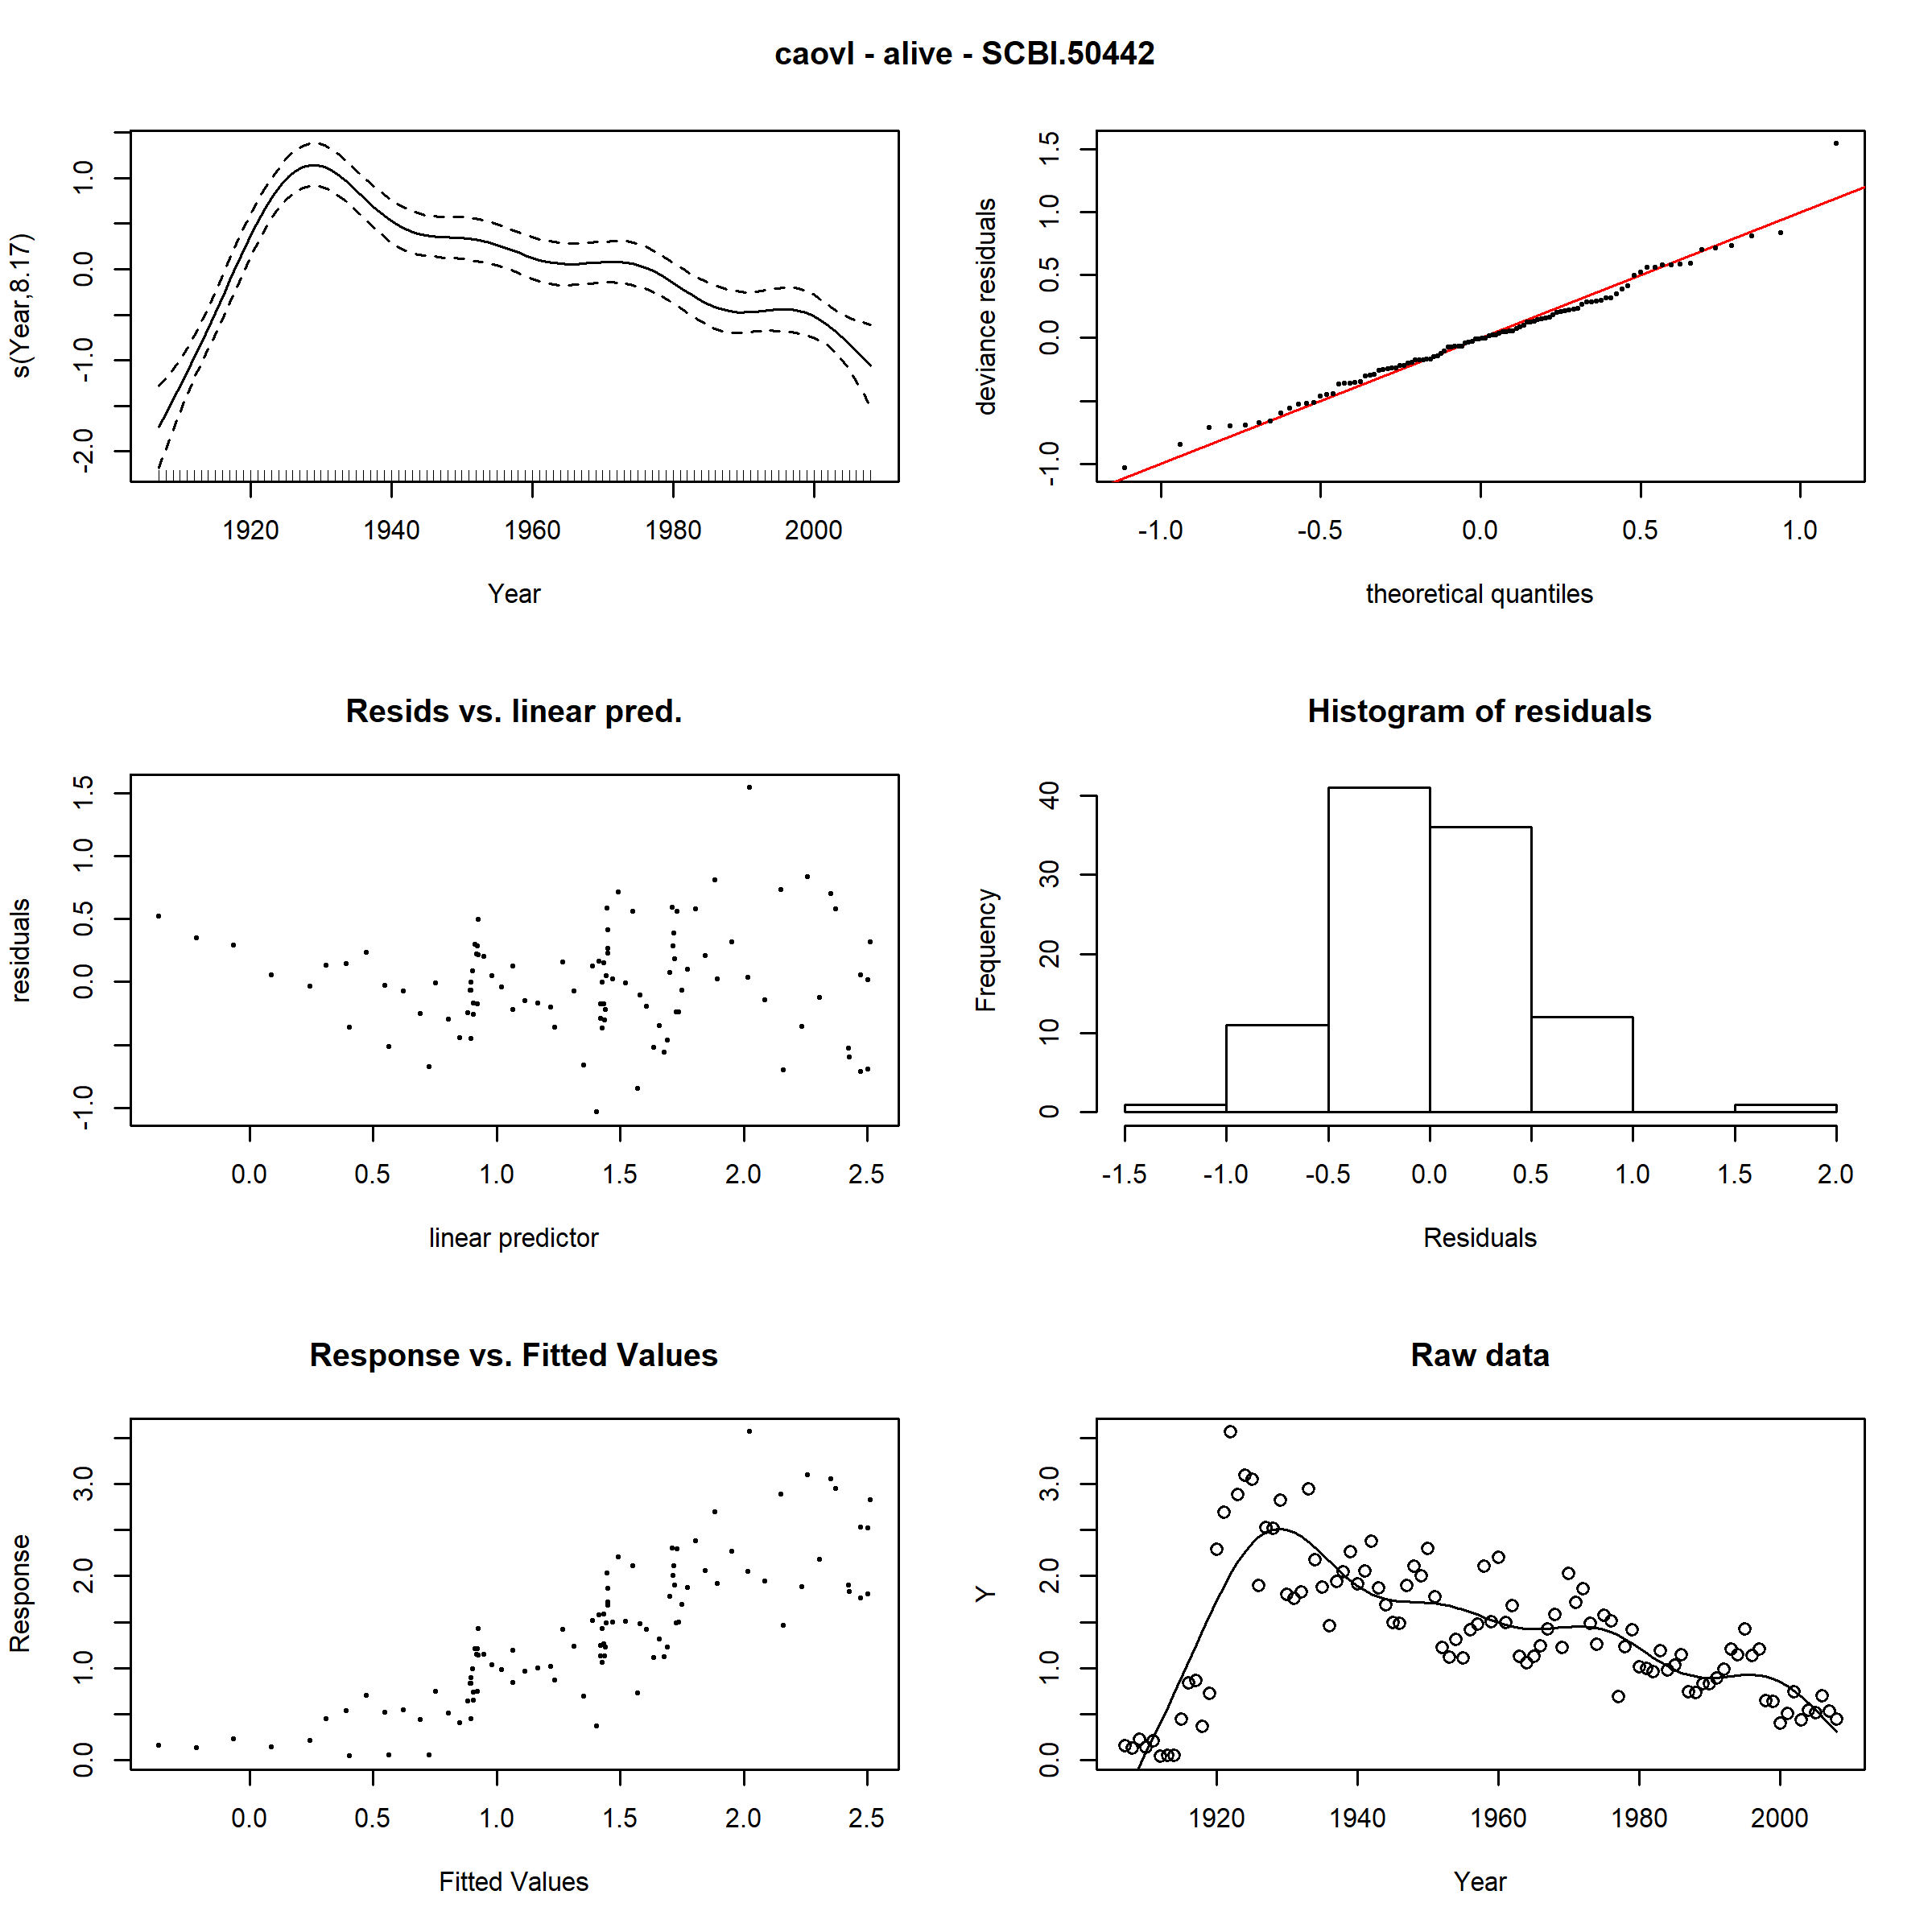 caovl - alive - SCBI.50442
s(Year,8.17)
-2.0 -1.0 0.0 1.0
1920 1940 1960 1980 2000
Year
deviance residuals
-1.0 0.0 0.5 1.0 1.5
-1.0 -0.5 0.0 0.5 1.0
theoretical quantiles
Resids vs. linear pred.
residuals
-1.0 0.0 0.5 1.0 1.5
0.0 0.5 1.0 1.5 2.0 2.5
linear predictor
Histogram of residuals
Frequency
0 10 20 30 40
-1.5 -1.0 -0.5 0.0 0.5 1.0 1.5 2.0
Residuals
Response vs. Fitted Values
Response
0.0 1.0 2.0 3.0
0.0 0.5 1.0 1.5 2.0 2.5
Fitted Values
Raw data
Y
0.0 1.0 2.0 3.0
1920 1940 1960 1980 2000
Year